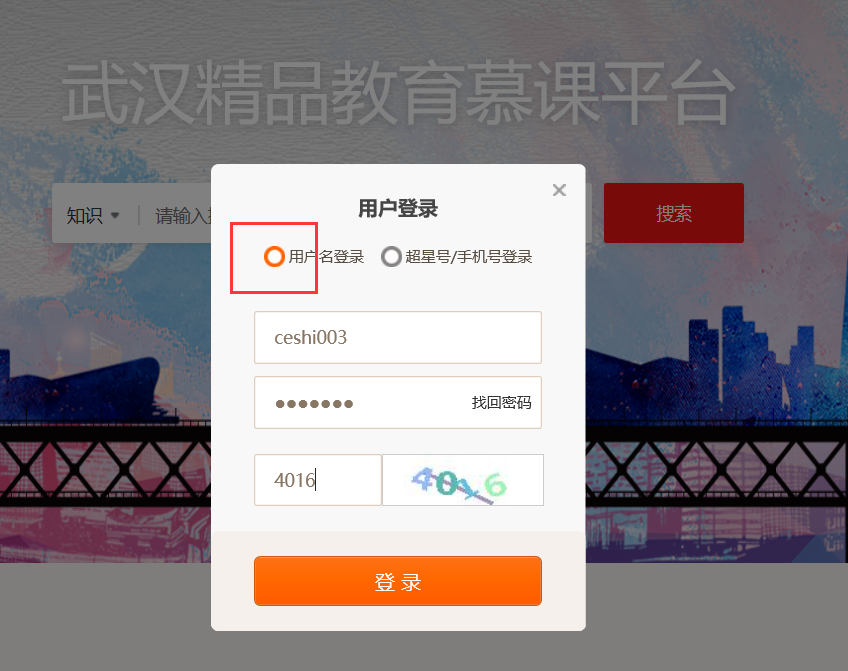 武汉精品教育慕课平台
知识 请输入
搜索
用户登录
用户名登录 超星号/手机号登录
ceshi003
找回密码
4016 4016
登 录